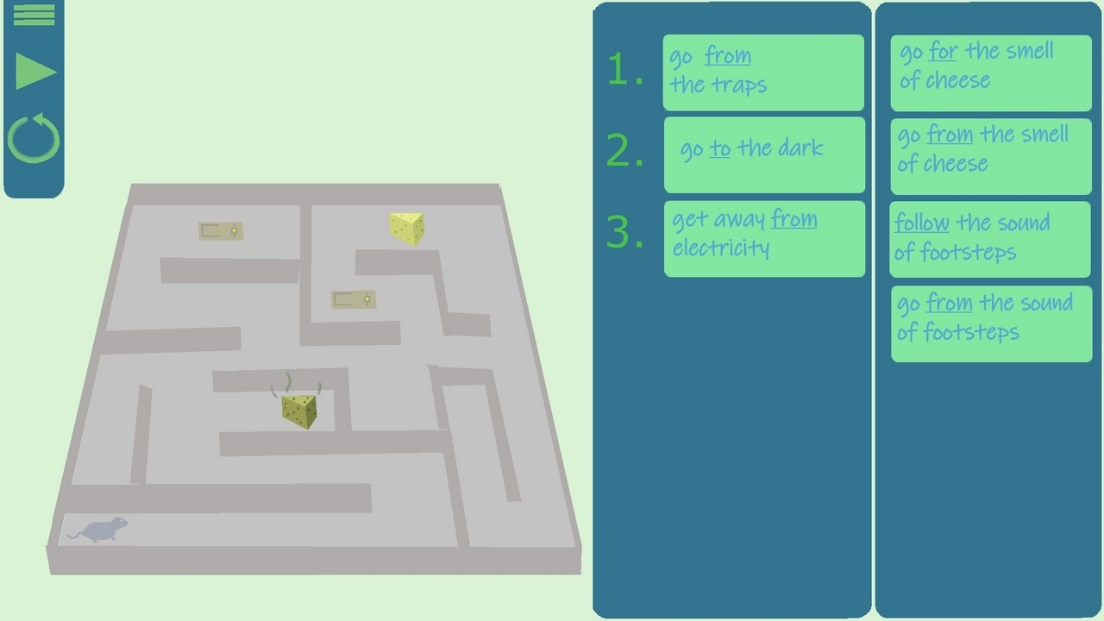 1.
go from
the traps
2.
go to the dark
3.
get away from
electricity
go for the smell
of cheese
go from the smell
of cheese
follow the sound
of footsteps
go from the sound
of footsteps